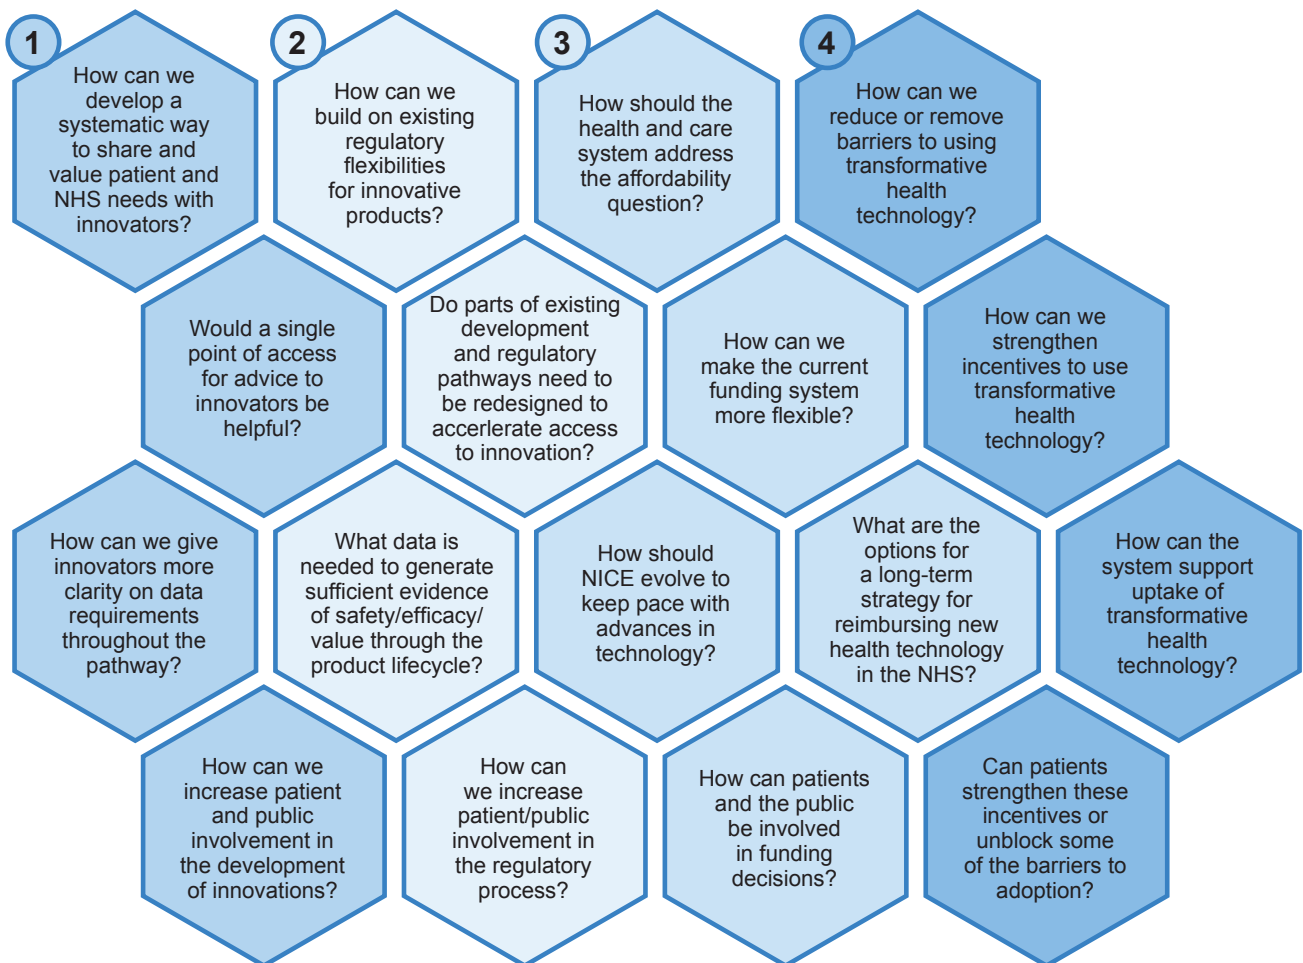 1
How can we
develop a
systematic way
to share and
value patient and
NHS needs with
innovators?
2
How can we
build on existing
regulatory
flexibilities
for innovative
products?
3
How should the
health and care
system address
the affordability
question?
4
How can we
reduce or remove
barriers to using
transformative
health
technology?
Would a single
point of access
for advice to
innovators be
helpful?
Do parts of existing
development
and regulatory
pathways need to
be redesigned to
accerlerate access
to innovation?
How can we
make the current
funding system
more flexible?
How can we
strengthen
incentives to use
transformative
health
technology?
How can we give
innovators more
clarity on data
requirements
throughout the
pathway?
What data is
needed to generate
sufficient evidence
of safety/efficacy/
value through the
product lifecycle?
How should
NICE evolve to
keep pace with
advances in
technology?
What are the
options for
a long-term
strategy for
reimbursing new
health technology
in the NHS?
How can the
system support
uptake of
transformative
health
technology?
How can we
increase patient
and public
involvement in
the development
of innovations?
How can
we increase
patient/public
involvement in
the regulatory
process?
How can patients
and the public
be involved
in funding
decisions?
Can patients
strengthen these
incentives or
unblock some
of the barriers to
adoption?